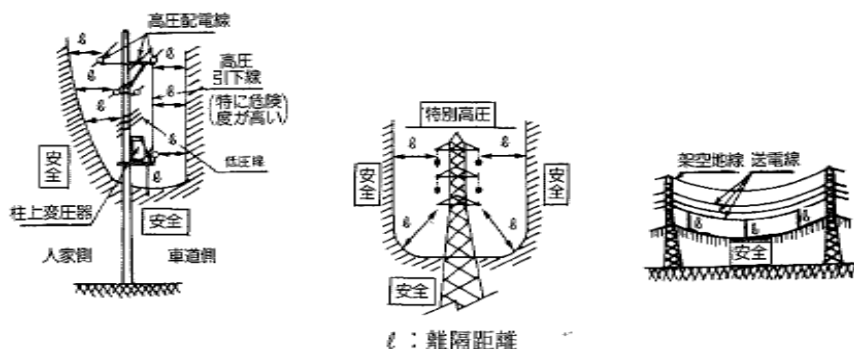 高圧配電線
ℓ
ℓ
高圧
引下線
(特に危険
度が高い)
ℓ
ℓ
ℓ
ℓ
低圧線
安全
ℓ
柱上変圧器
安全
人家側
車道側
特別高圧
ℓ
ℓ
安全
安全
ℓ
ℓ
安全
架空地線 送電線
ℓ
ℓ
ℓ
安全
ℓ:離隔距離